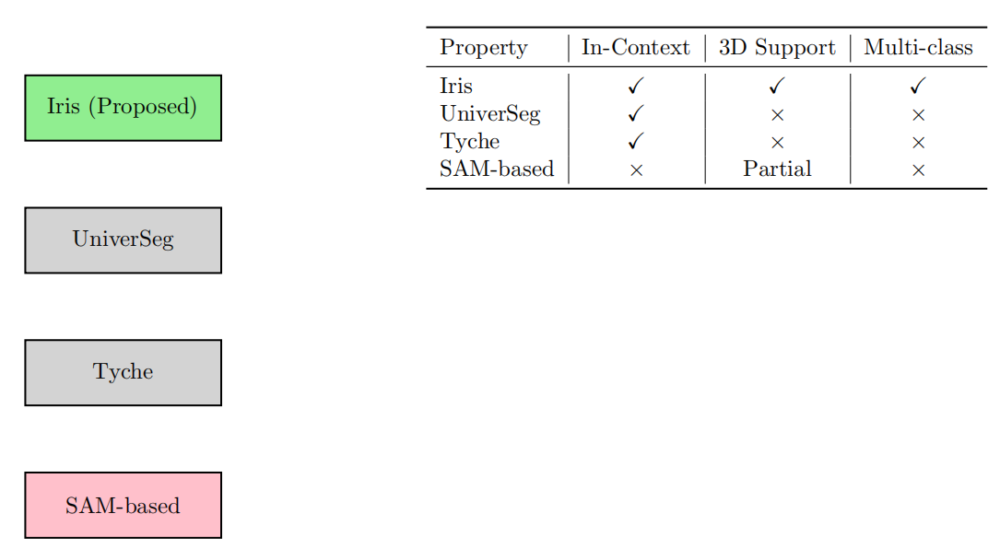 Iris (Proposed)
UniverSeg
Tyche
SAM-based
Property In-Context 3D Support Multi-class
Iris ✓ ✓ ✓
UniverSeg ✓ × ×
Tyche ✓ × ×
SAM-based × Partial ×